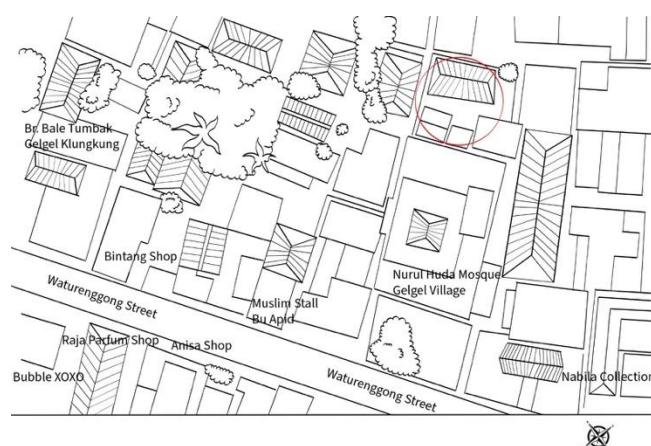 Br. Bale Tumbak
Gelgel Klungkung
Bintang Shop
Nurul Huda Mosque
Gelgel Village
Waturenggong Street
Muslim Stall
Bu Apid
Raja Parfum Shop
Anisa Shop
Bubble XOXO
Waturenggong Street
Nabila Collection